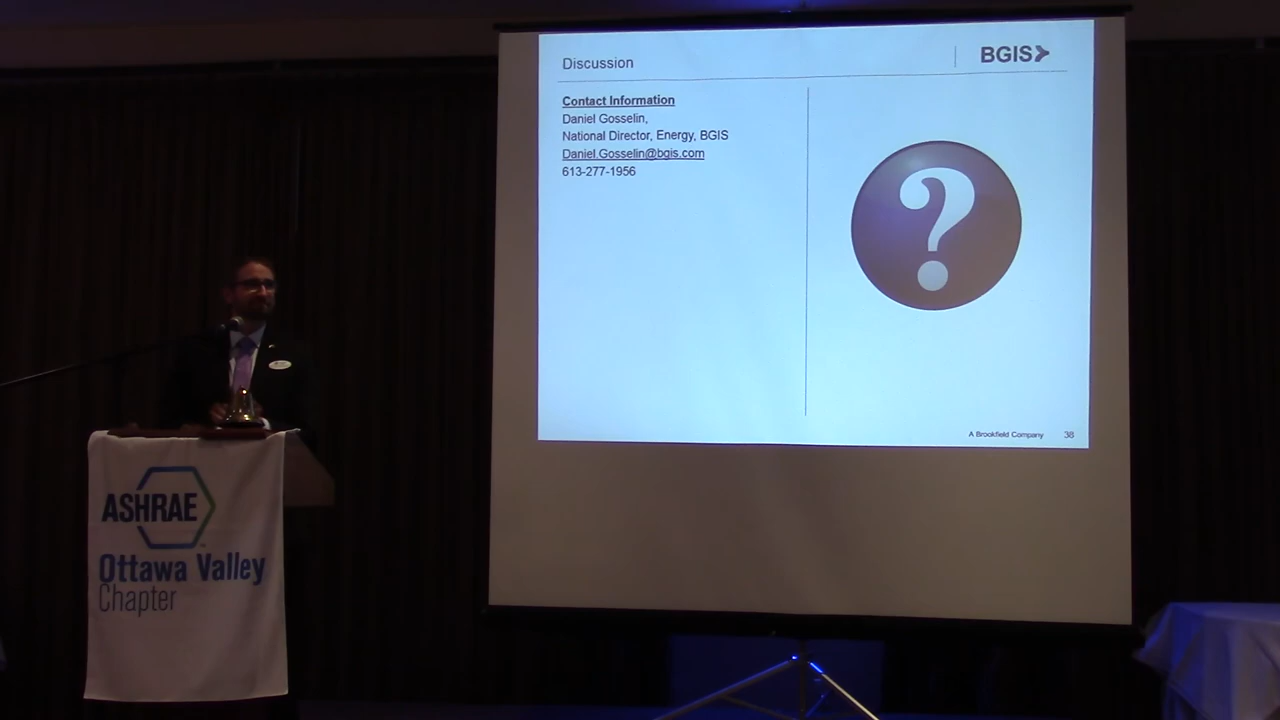 Discussion
BGIS
Contact Information
Daniel Gosselin,
National Director, Energy, BGIS
Daniel.Gosselin@bgis.com
613-277-1956
?
A Brookfield Company 38
ASHRAE
Ottawa Valley
Chapter